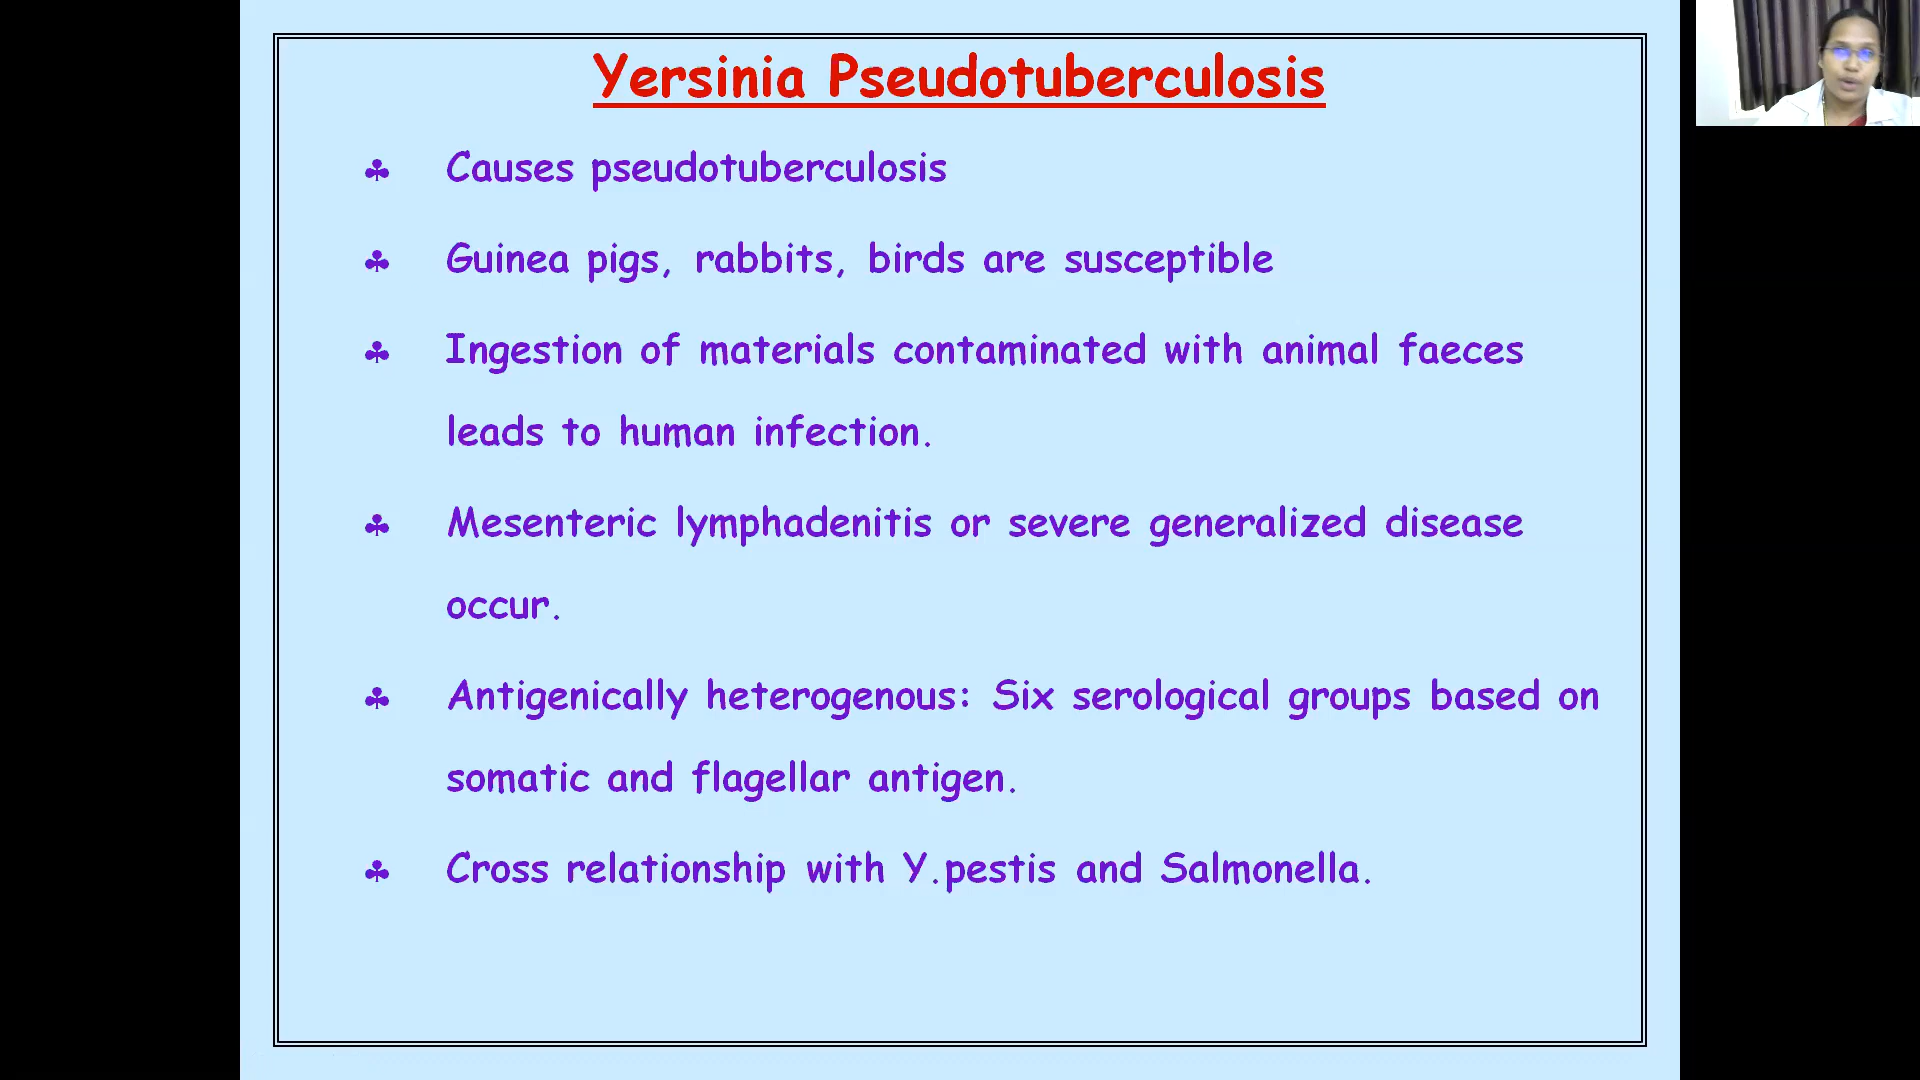 Yersinia Pseudotuberculosis
♣ Causes pseudotuberculosis
♣ Guinea pigs, rabbits, birds are susceptible
♣ Ingestion of materials contaminated with animal faeces
leads to human infection.
♣ Mesenteric lymphadenitis or severe generalized disease
occur.
♣ Antigenically heterogenous: Six serological groups based on
somatic and flagellar antigen.
♣ Cross relationship with Y.pestis and Salmonella.